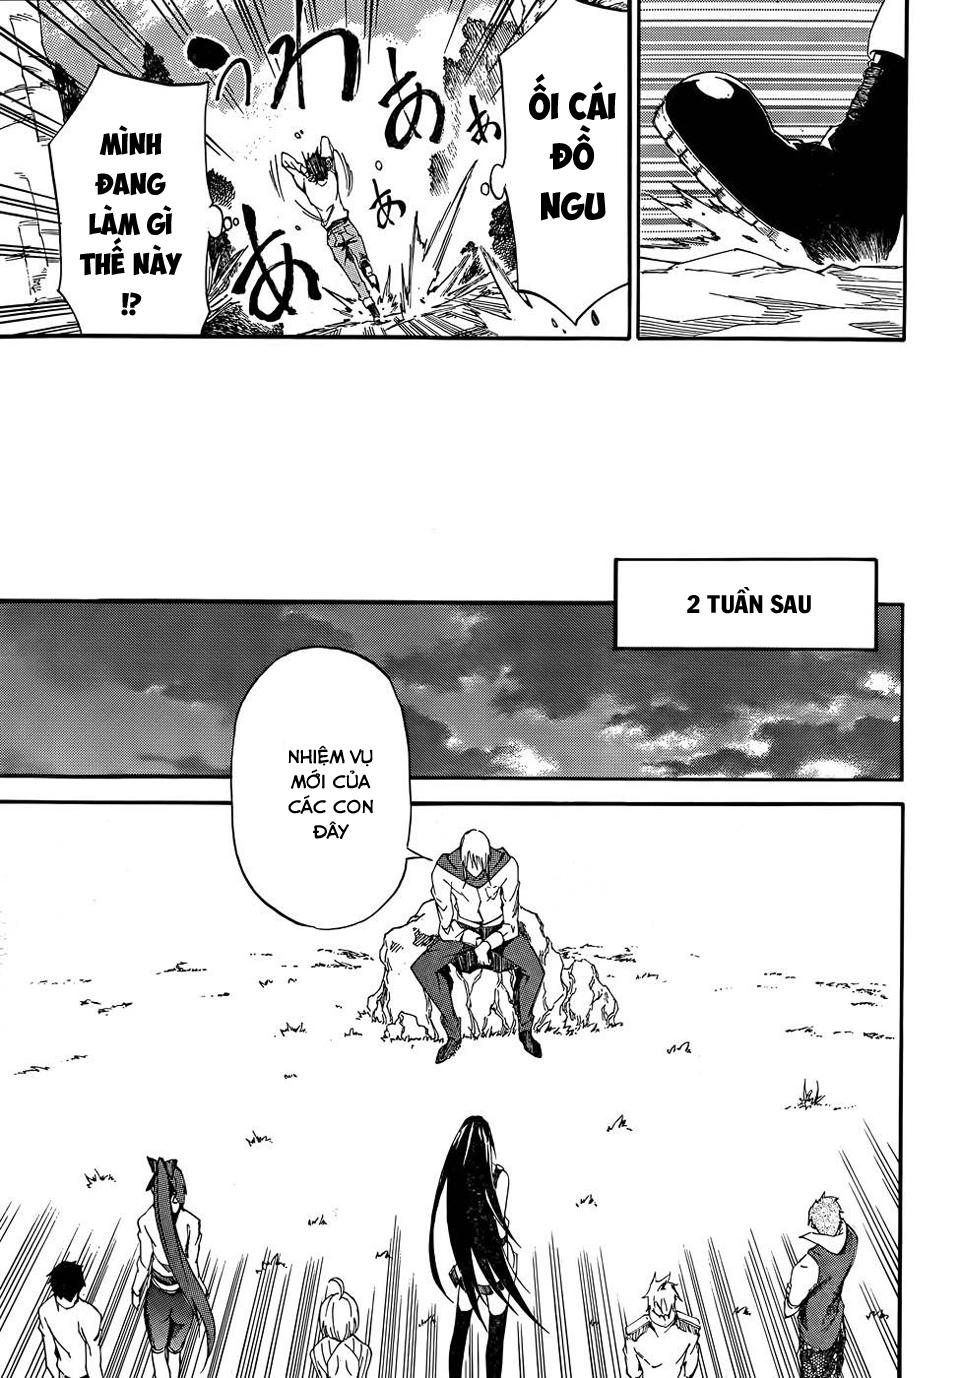 ỐI CÁI
ĐỒ
NGU
MÌNH
ĐANG
LÀM GÌ
THẾ NÀY
!?
うわ
ぁぁ
ああ
2 TUẦN SAU
NHIỆM VỤ
MỚI CỦA
CÁC CON
ĐÂY